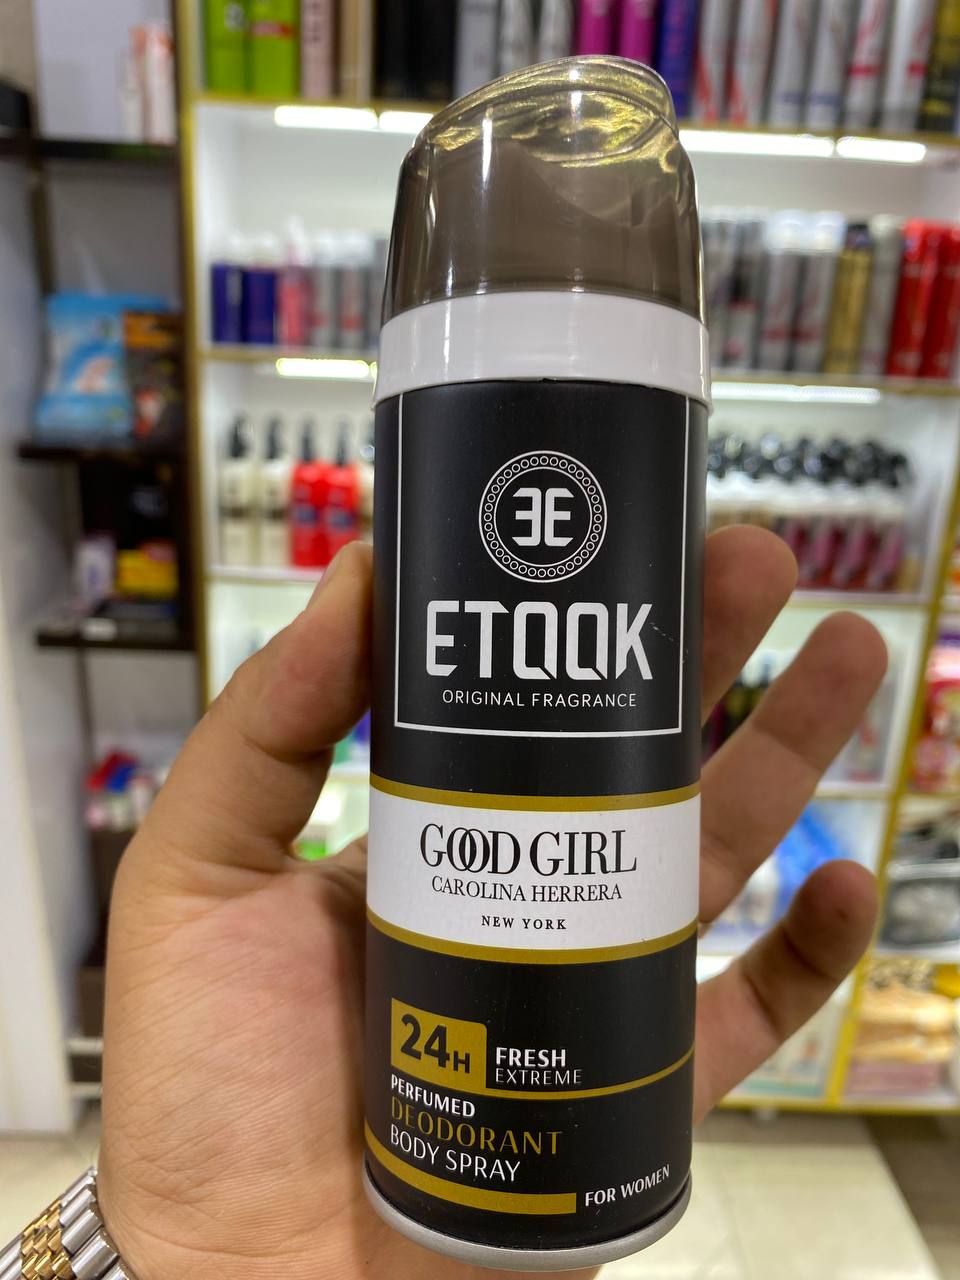 ƎE
ETQQK
ORIGINAL FRAGRANCE
GOOD GIRL
CAROLINA HERRERA
NEW YORK
24H
FRESH
EXTREME
PERFUMED
DEODORANT
BODY SPRAY
FOR WOMEN